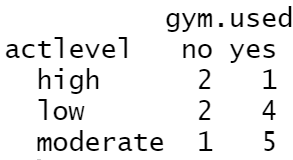 gym.used
actlevel no yes
high 2 1
low 2 4
moderate 1 5